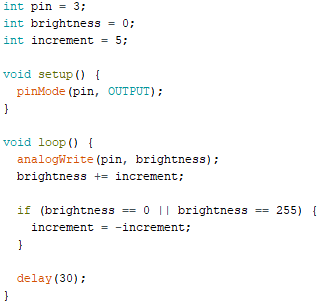 int pin = 3;
int brightness = 0;
int increment = 5;

void setup() {
  pinMode(pin, OUTPUT);
}

void loop() {
  analogWrite(pin, brightness);
  brightness += increment;

  if (brightness == 0 || brightness == 255) {
    increment = -increment;
  }

  delay(30);
}